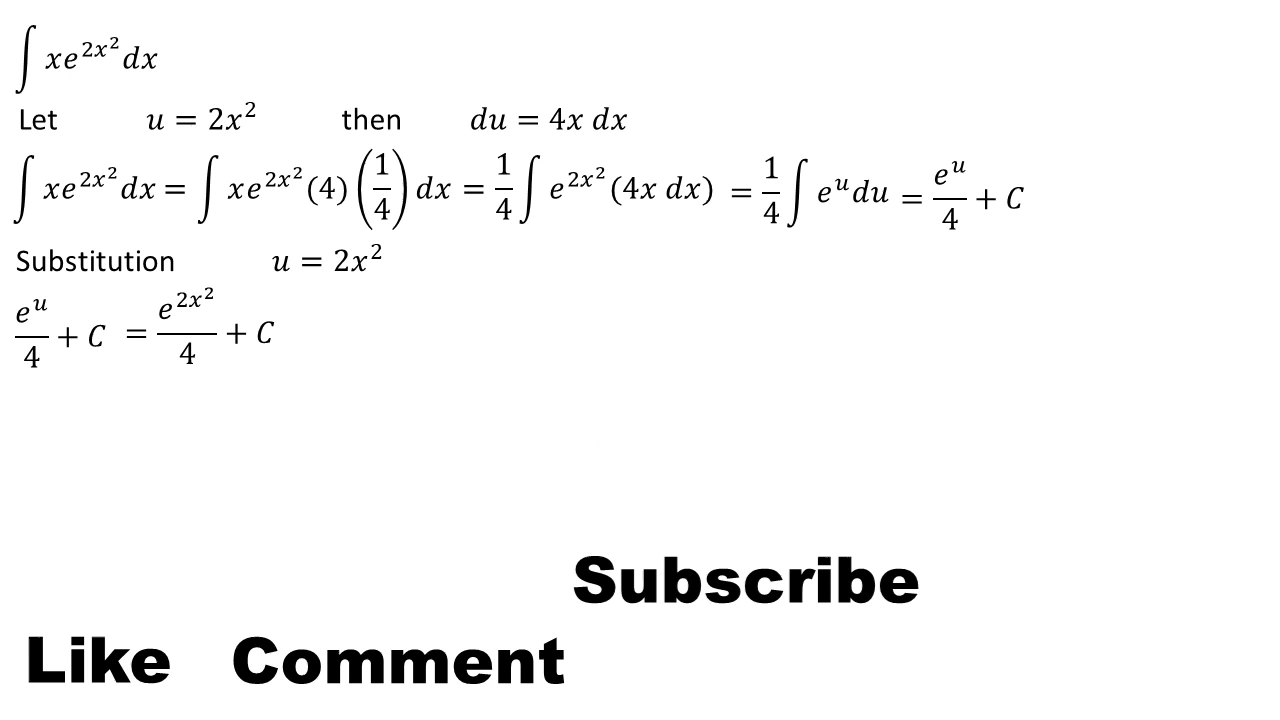 ∫ xe^{2x^2} dx
Let u = 2x^2 then du = 4x dx
∫ xe^{2x^2} dx = ∫ xe^{2x^2} (4) (1/4) dx = 1/4 ∫ e^{2x^2} (4x dx) = 1/4 ∫ e^u du = e^u/4 + C
Substitution u = 2x^2
e^u/4 + C = e^{2x^2}/4 + C
Subscribe
Like Comment